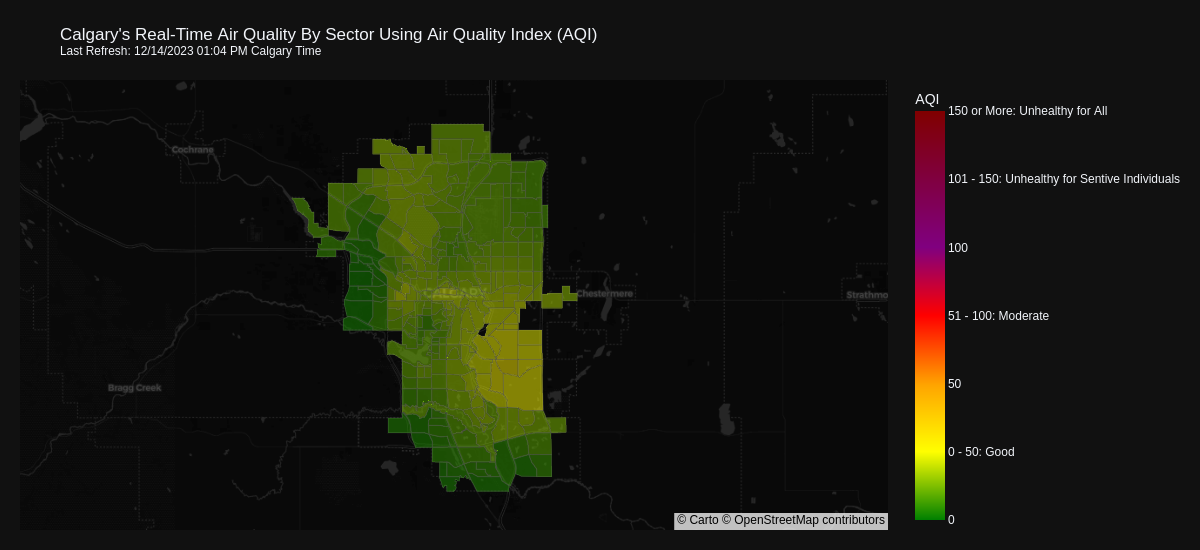 Calgary's Real-Time Air Quality By Sector Using Air Quality Index (AQI)
Last Refresh: 12/14/2023 01:04 PM Calgary Time
AQI
150 or More: Unhealthy for All
Cochrane
101 - 150: Unhealthy for Sentive Individuals
100
CALGARY
Chestermere
Strathmo
51 - 100: Moderate
Bragg Creek
50
0 - 50: Good
© Carto © OpenStreetMap contributors
0